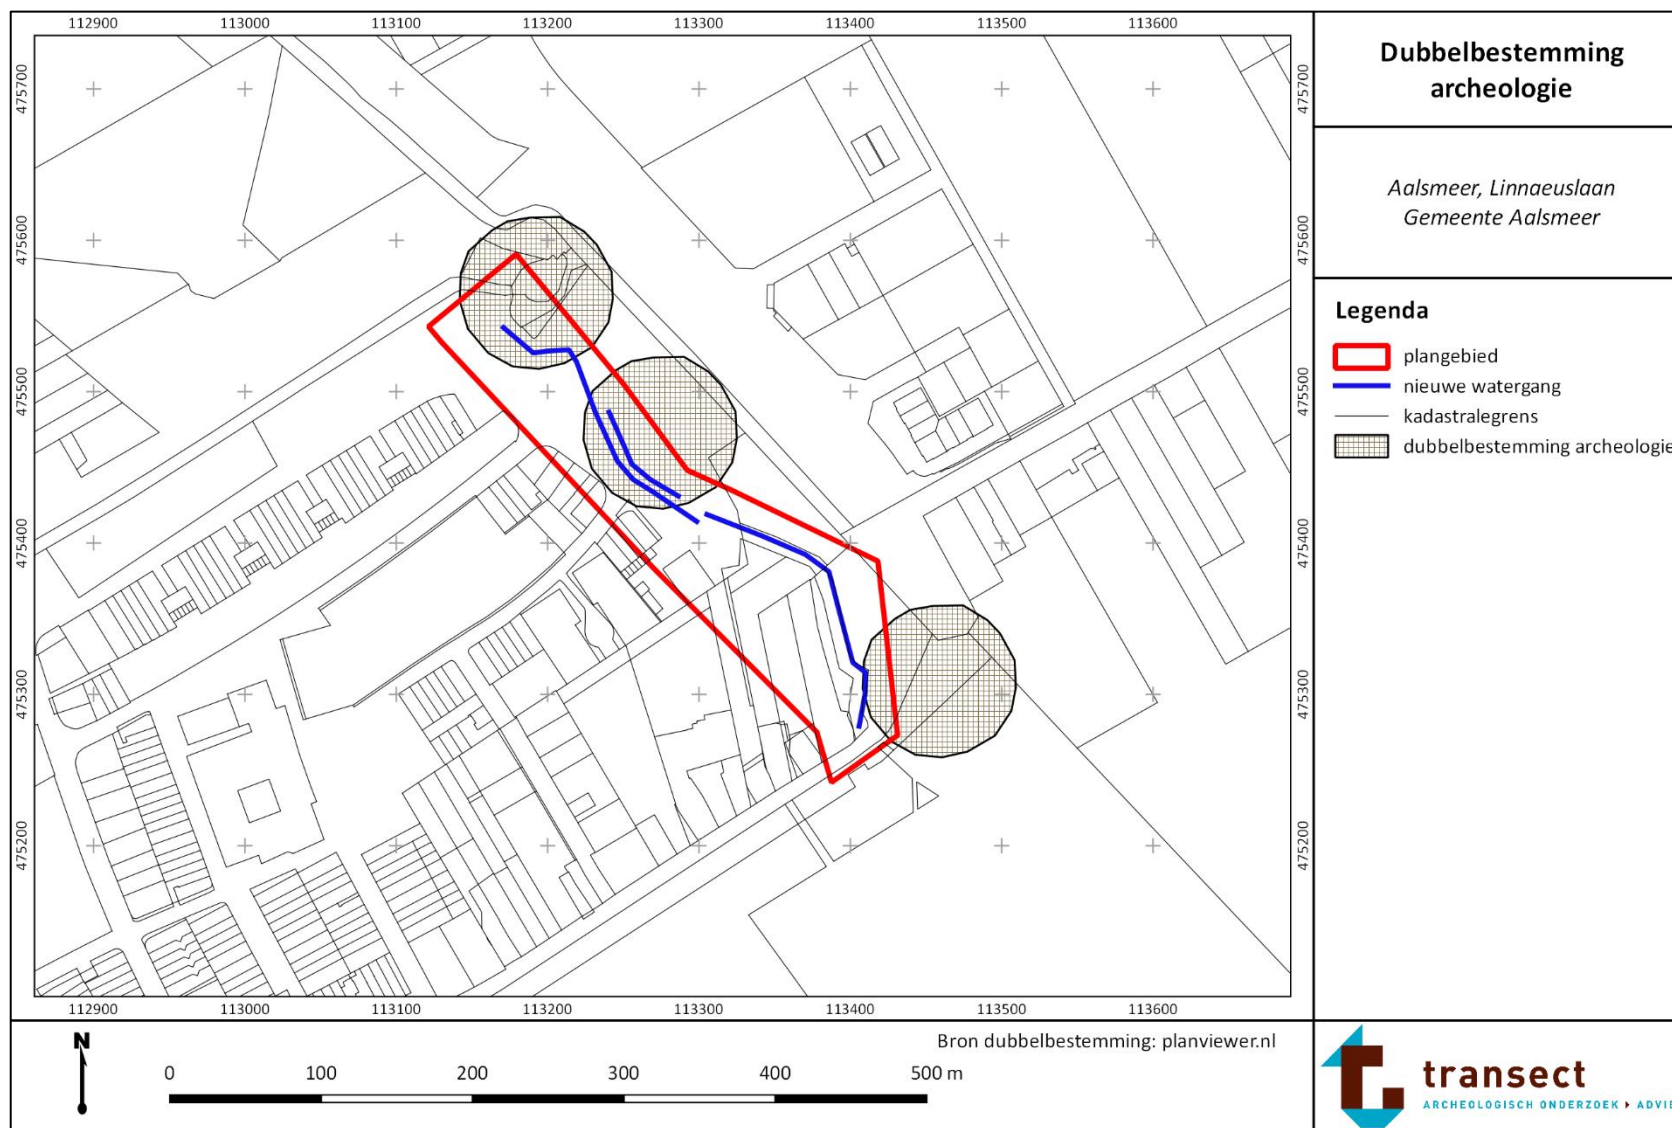 112900 113000 113100 113200 113300 113400 113500 113600
475700 475700
475600 475600
475500 475500
475400 475400
475300 475300
475200 475200
112900 113000 113100 113200 113300 113400 113500 113600
Dubbelbestemming
archeologie
Aalsmeer, Linnaeuslaan
Gemeente Aalsmeer
Legenda
plangebied
nieuwe watergang
kadastralegrens
dubbelbestemming archeologie
N
0 100 200 300 400 500 m
Bron dubbelbestemming: planviewer.nl
transect
ARCHEOLOGISCH ONDERZOEK ▸ ADVIE